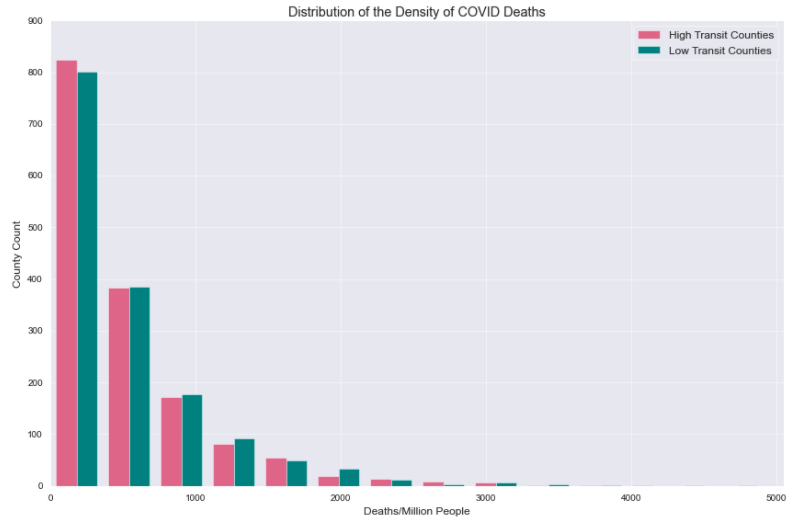 Distribution of the Density of COVID Deaths
High Transit Counties
Low Transit Counties
900
800
700
600
500
400
300
200
100
0
County Count
0 1000 2000 3000 4000 5000
Deaths/Million People